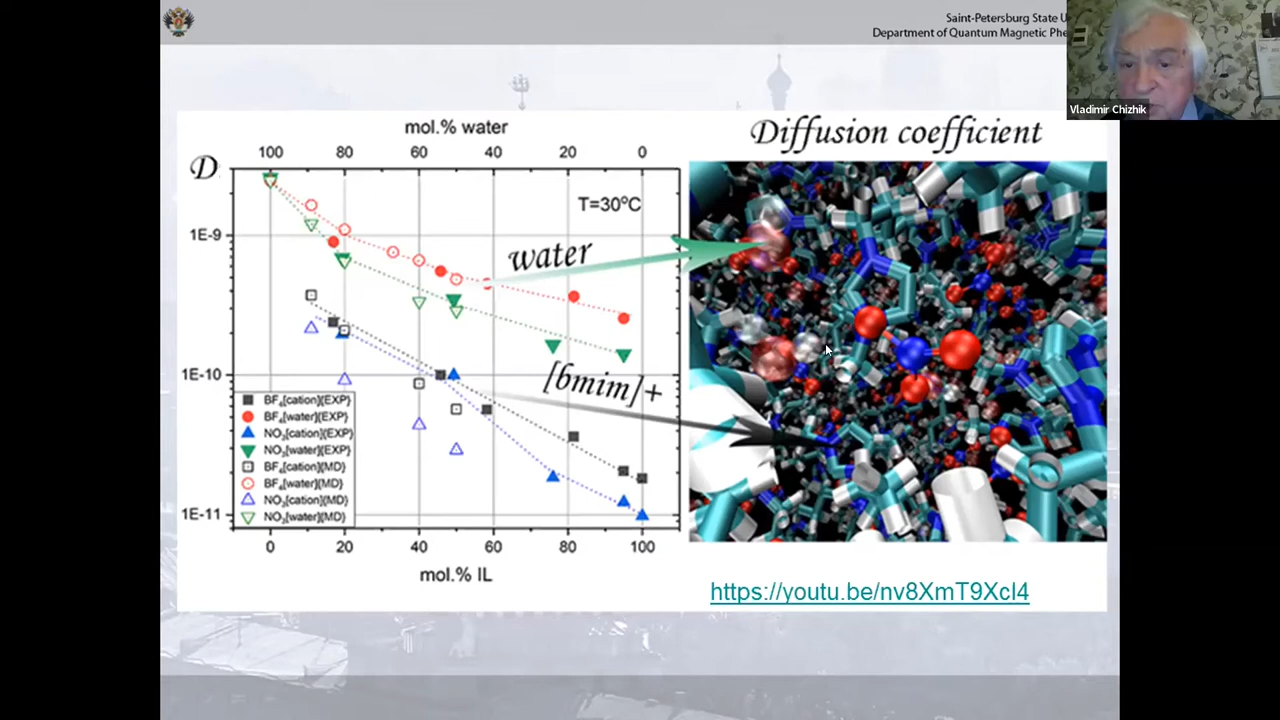 Saint-Petersburg State U
Department of Quantum Magnetic Phe
Vladimir Chizhik
mol.% water
100 80 60 40 20 0
Diffusion coefficient
D
T=30°C
1E-9
water
1E-10
[bmim]+
BF4[cation](EXP)
BF4[water](EXP)
NO3[cation](EXP)
NO3[water](EXP)
BF4[cation](MD)
BF4[water](MD)
NO3[cation](MD)
NO3[water](MD)
1E-11
0 20 40 60 80 100
mol.% IL
https://youtu.be/nv8XmT9XcI4